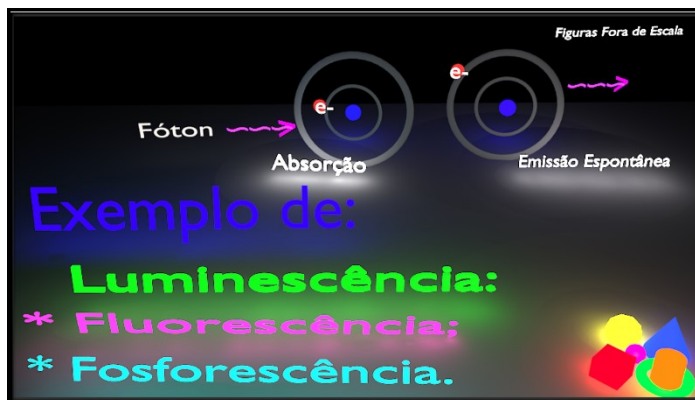 Figuras Fora de Escala
e-
e-
Fóton
Absorção
Emissão Espontânea
Exemplo de:
Luminescência:
* Fluorescência;
* Fosforescência.